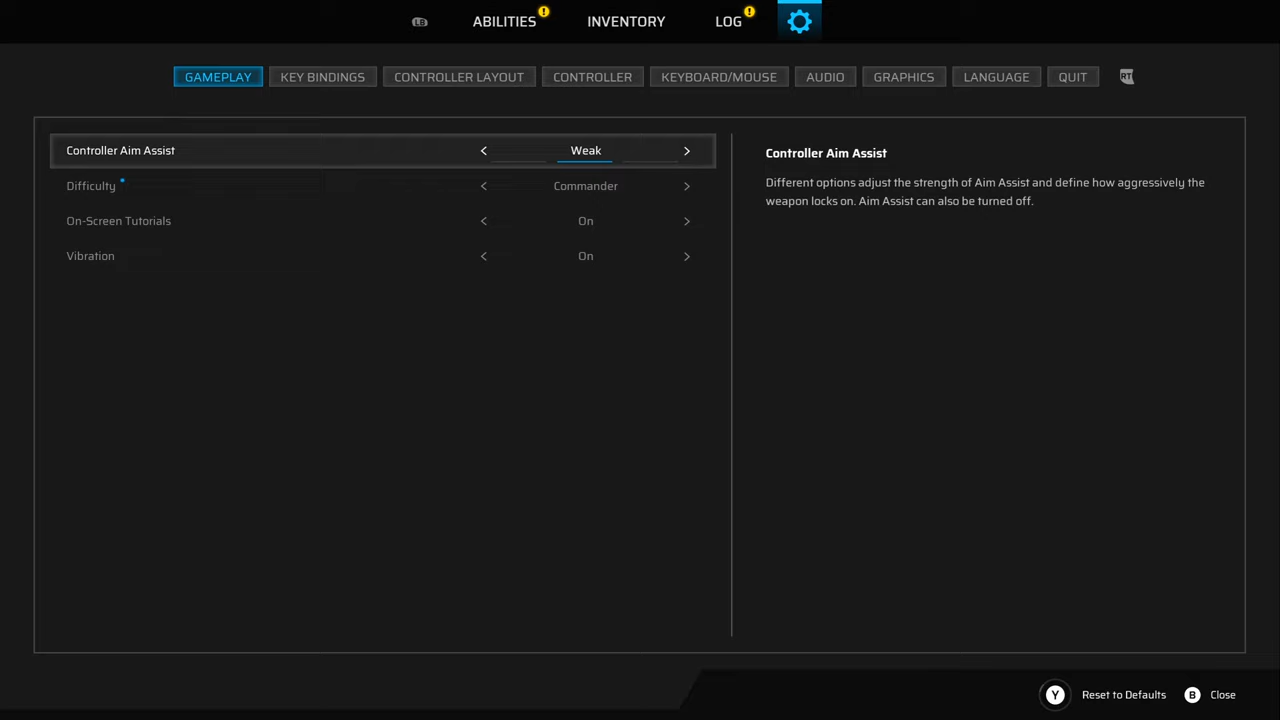 LB ABILITIES ! INVENTORY LOG !
GAMEPLAY KEY BINDINGS CONTROLLER LAYOUT CONTROLLER KEYBOARD/MOUSE AUDIO GRAPHICS LANGUAGE QUIT RT
Controller Aim Assist < Weak >
Difficulty < Commander >
On-Screen Tutorials < On >
Vibration < On >
Controller Aim Assist
Different options adjust the strength of Aim Assist and define how aggressively the
weapon locks on. Aim Assist can also be turned off.
Y Reset to Defaults B Close